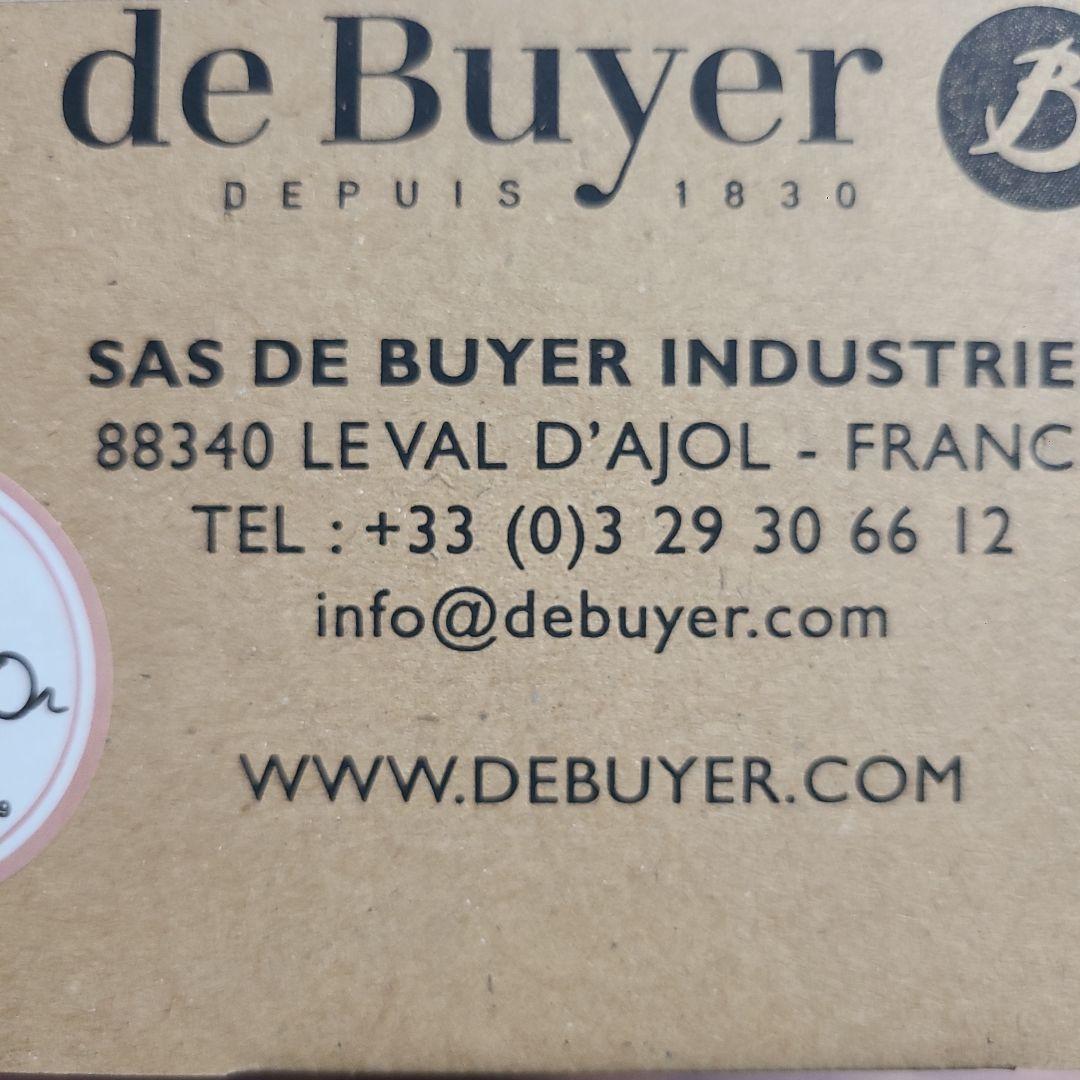 de Buyer B
DEPUIS 1830
SAS DE BUYER INDUSTRIE
88340 LE VAL D'AJOL - FRANC
TEL : +33 (0)3 29 30 66 12
info@debuyer.com
WWW.DEBUYER.COM
9